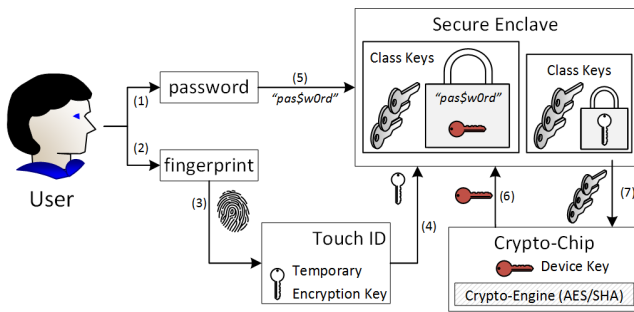 Secure Enclave
Class Keys
Class Keys
password
(1)
(5)
"pas$w0rd"
"pas$w0rd"
(2)
fingerprint
User
(3)
(4)
(6)
(7)
Touch ID
Temporary
Encryption Key
Crypto-Chip
Device Key
Crypto-Engine (AES/SHA)